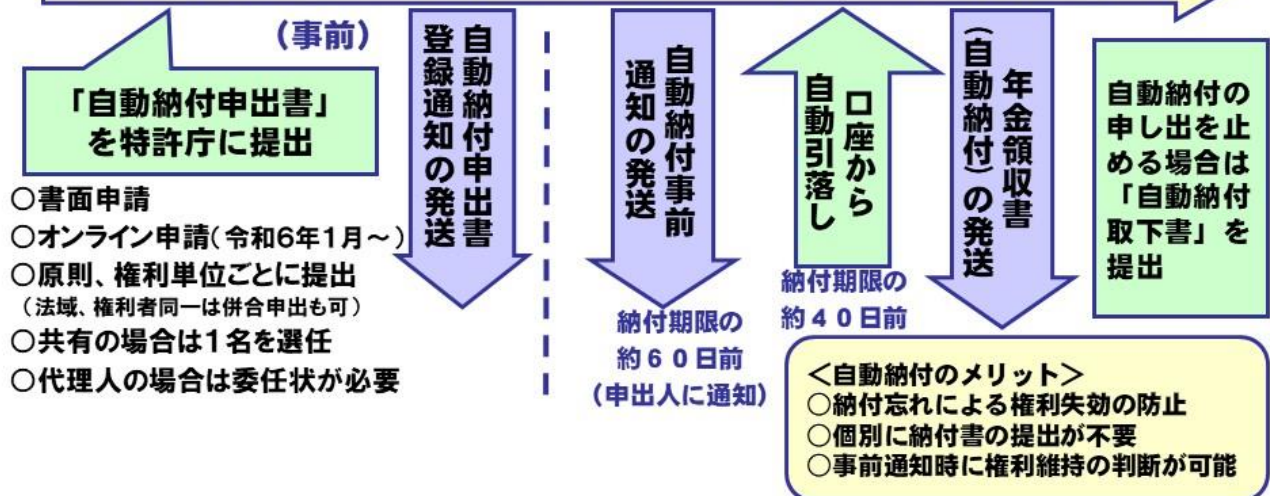 (事前)
「自動納付申出書」
を特許庁に提出
○書面申請
○オンライン申請(令和6年1月～)
○原則、権利単位ごとに提出
(法域、権利者同一は併合申出も可)
○共有の場合は1名を選任
○代理人の場合は委任状が必要
自動納付申出書
登録通知の発送
自動納付事前
通知の発送
納付期限の
約60日前
(申出人に通知)
口座から
自動引落し
納付期限の
約40日前
年金領収書
(自動納付)の発送
自動納付の
申し出を止
める場合は
「自動納付
取下書」を
提出
＜自動納付のメリット＞
○納付忘れによる権利失効の防止
○個別に納付書の提出が不要
○事前通知時に権利維持の判断が可能